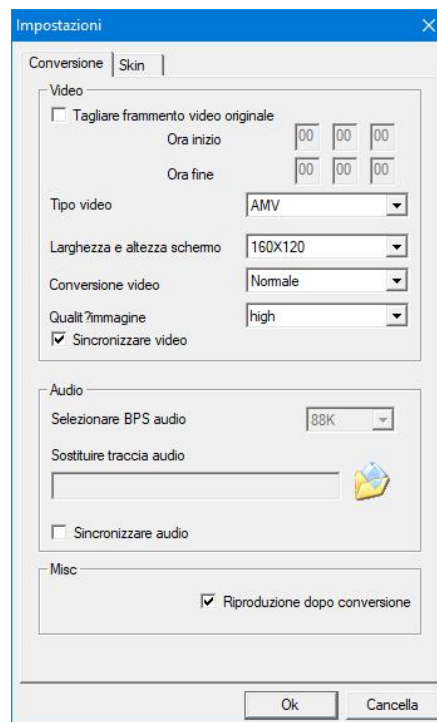 Impostazioni
Conversione Skin
Video
Tagliare frammento video originale
Ora inizio 00 00 00
Ora fine 00 00 00
Tipo video AMV
Larghezza e altezza schermo 160X120
Conversione video Normale
Qualit?immagine high
Sincronizzare video
Audio
Selezionare BPS audio 88K
Sostituire traccia audio
Sincronizzare audio
Misc
Riproduzione dopo conversione
Ok Cancella